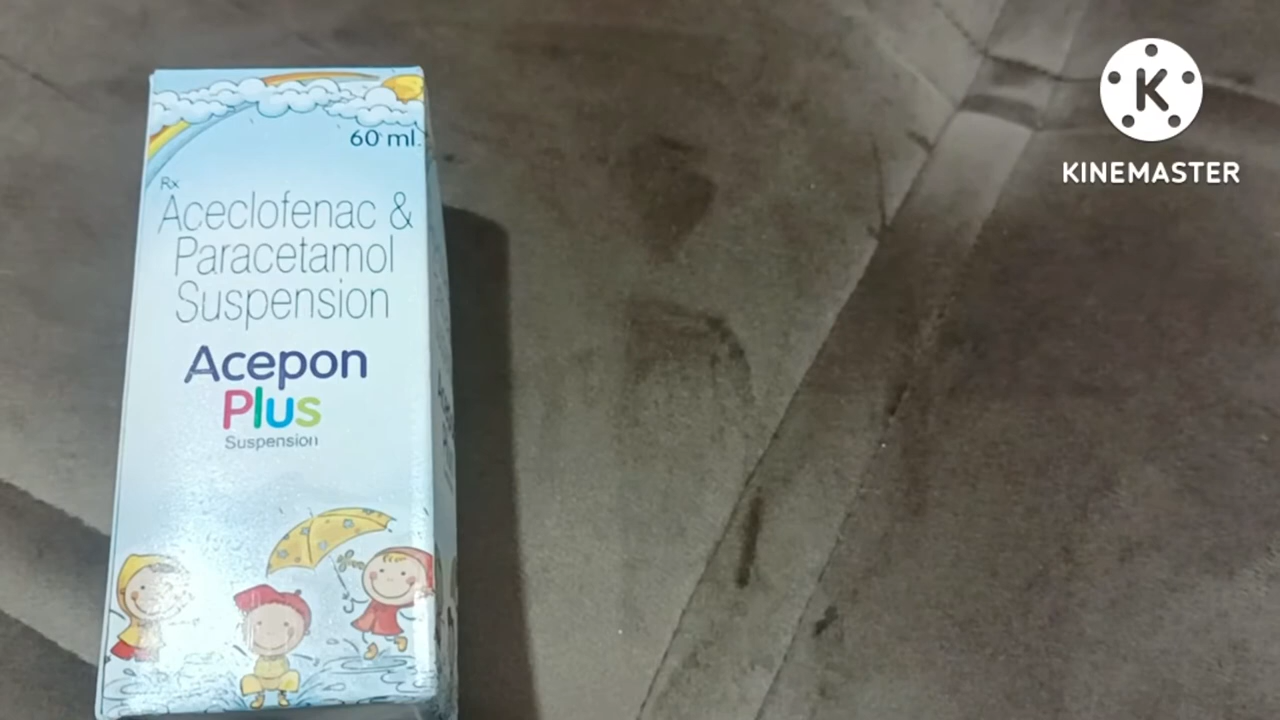 60 ml.
Rx
Aceclofenac &
Paracetamol
Suspension
Acepon
Plus
Suspension
K
KINEMASTER